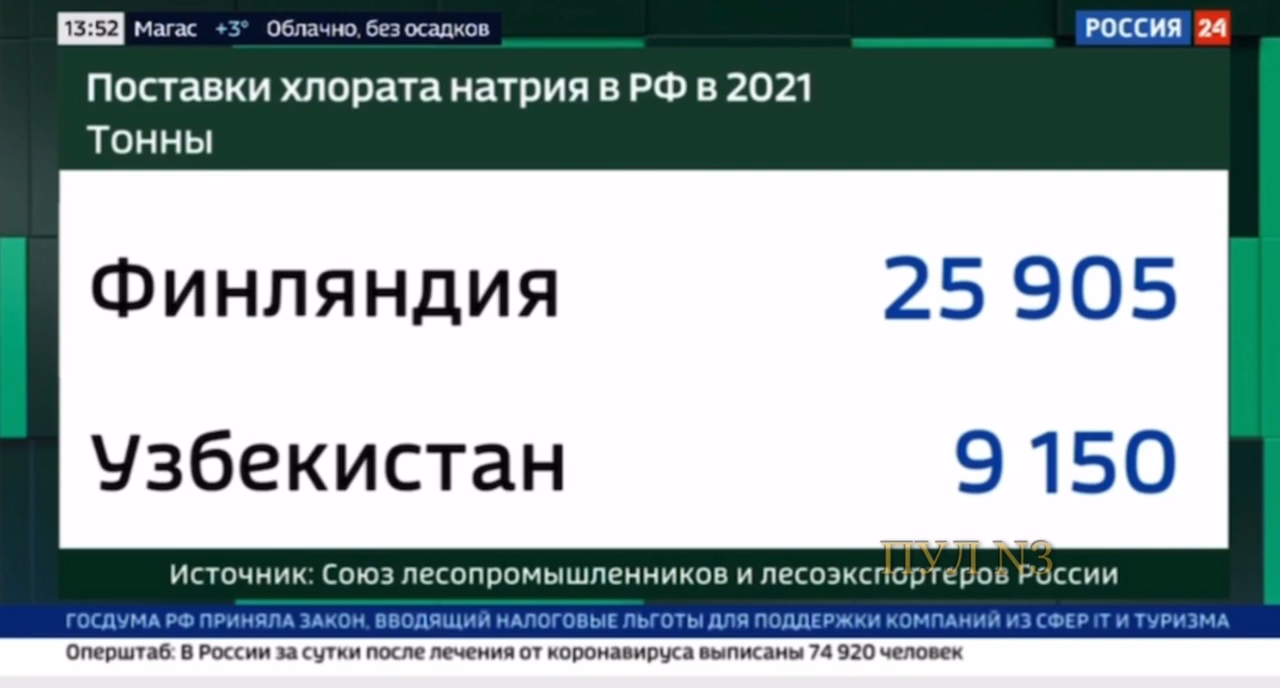 13:52 Магас +3° Облачно, без осадков РОССИЯ 24
Поставки хлората натрия в РФ в 2021
Тонны
Финляндия 25 905
Узбекистан 9 150
ПУЛ N3
Источник: Союз лесопромышленников и лесоэкспортеров России
ГОСДУМА РФ ПРИНЯЛА ЗАКОН, ВВОДЯЩИЙ НАЛОГОВЫЕ ЛЬГОТЫ ДЛЯ ПОДДЕРЖКИ КОМПАНИЙ ИЗ СФЕР IT И ТУРИЗМА
Оперштаб: В России за сутки после лечения от коронавируса выписаны 74 920 человек